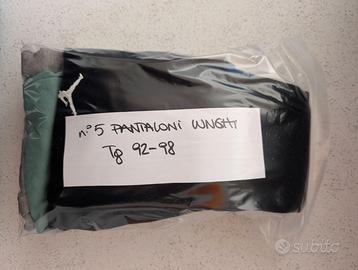 n.° 5 PANTALONI LUNGHI
Tg 92-98
subito